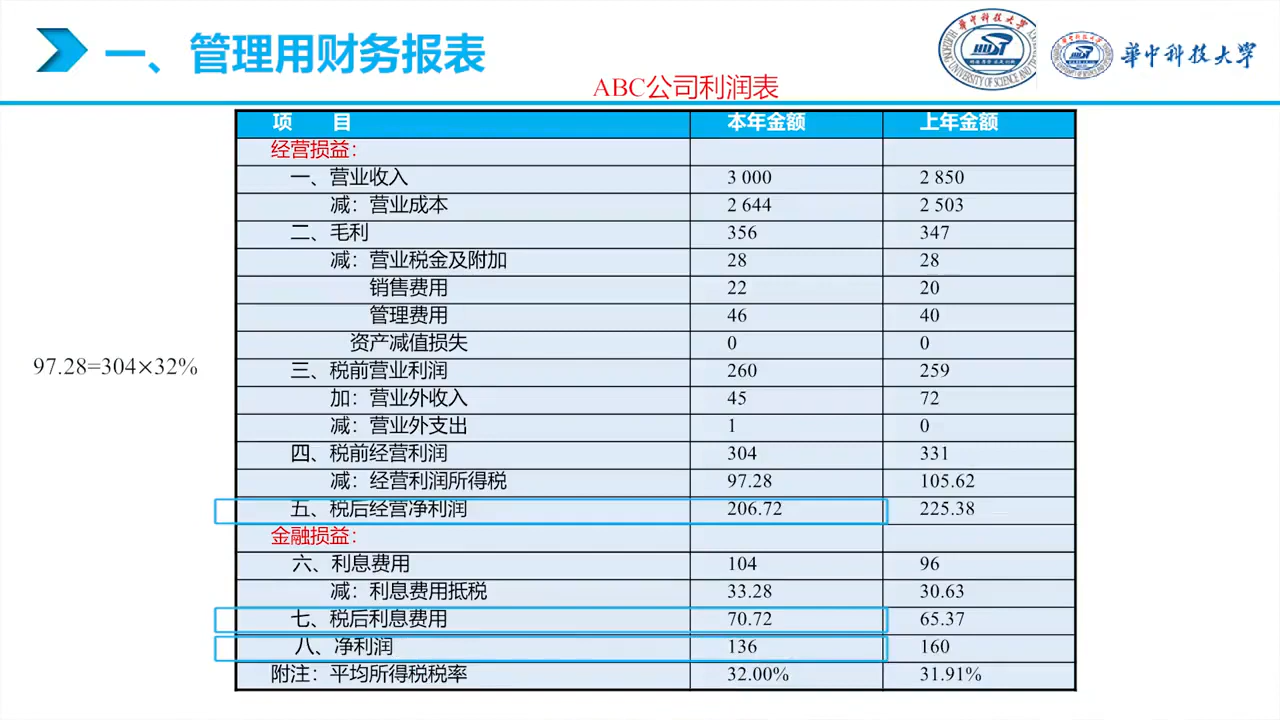 一、管理用财务报表
華中科技大學
華中科技大學
ABC公司利润表
项 目 本年金额 上年金额
经营损益：
一、营业收入 3 000 2 850
减：营业成本 2 644 2 503
二、毛利 356 347
减：营业税金及附加 28 28
销售费用 22 20
管理费用 46 40
资产减值损失 0 0
三、税前营业利润 260 259
加：营业外收入 45 72
减：营业外支出 1 0
四、税前经营利润 304 331
减：经营利润所得税 97.28 105.62
五、税后经营净利润 206.72 225.38
金融损益：
六、利息费用 104 96
减：利息费用抵税 33.28 30.63
七、税后利息费用 70.72 65.37
八、净利润 136 160
附注：平均所得税税率 32.00% 31.91%
97.28=304×32%